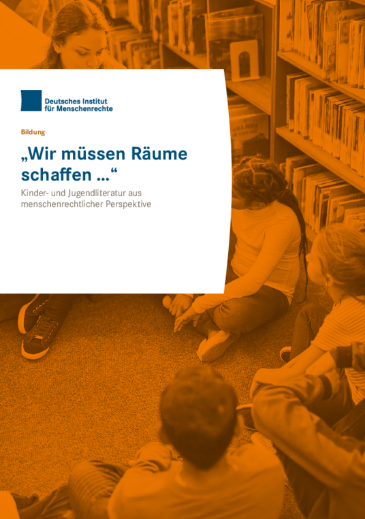 Deutsches Institut
für Menschenrechte
Bildung
„Wir müssen Räume
schaffen …“
Kinder- und Jugendliteratur aus
menschenrechtlicher Perspektive